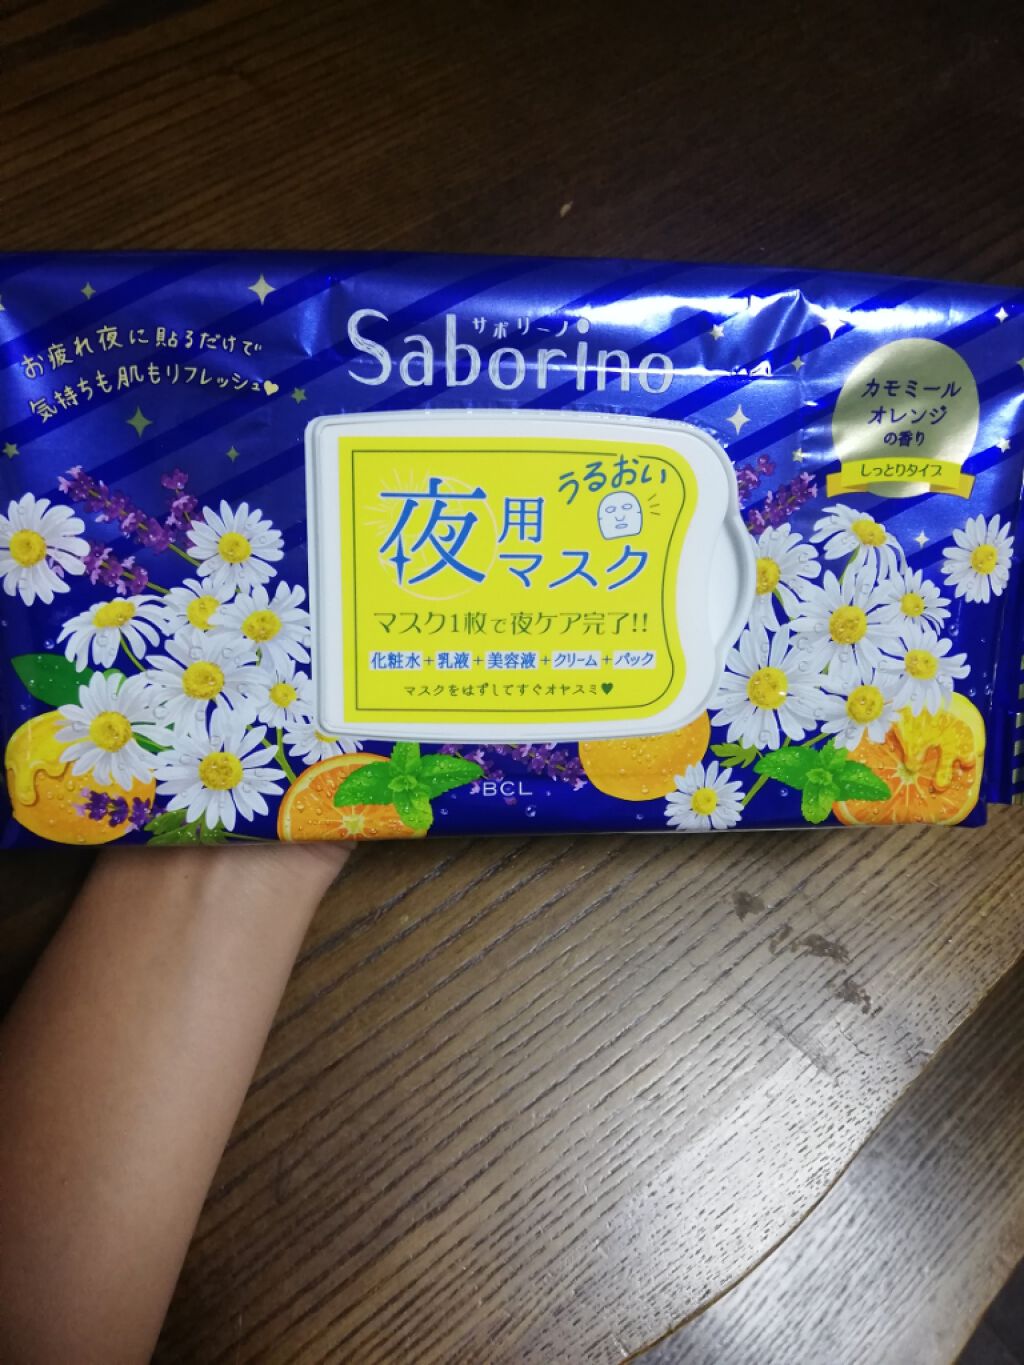 サボリーノ
Saborino
お疲れ夜に貼るだけで
気持ちも肌もリフレッシュ♥
カモミール
オレンジ
の香り
しっとりタイプ
うるおい
夜用
マスク
マスク1枚で夜ケア完了!!
化粧水+乳液+美容液+クリーム+パック
マスクをはずしてすぐオヤスミ♥
BCL